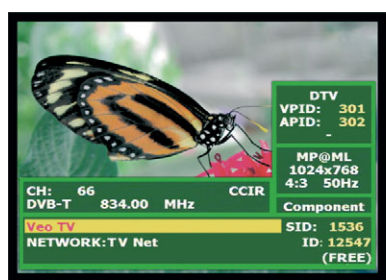 DTV
VPID: 301
APID: 302
-
MP@ML
1024x768
4:3 50Hz
CH: 66 CCIR
DVB-T 834.00 MHz
Component
Veo TV
NETWORK:TV Net
SID: 1536
ID: 12547
(FREE)